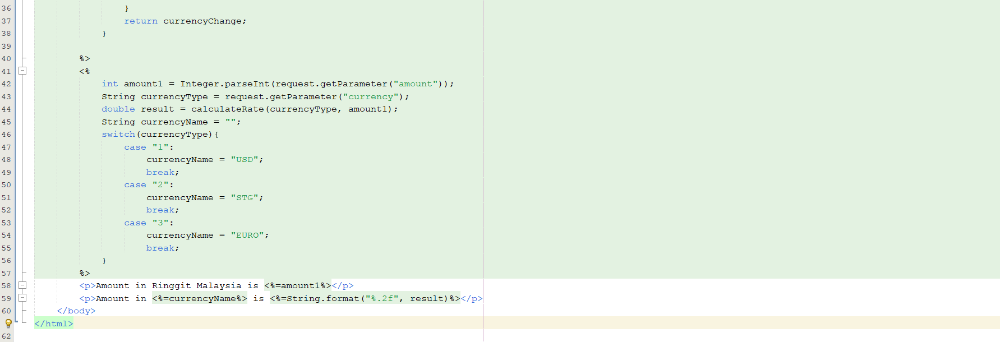 36                 }
37                 return currencyChange;
38             }
39
40         %>
41         <%
42             int amount1 = Integer.parseInt(request.getParameter("amount"));
43             String currencyType = request.getParameter("currency");
44             double result = calculateRate(currencyType, amount1);
45             String currencyName = "";
46             switch(currencyType){
47                 case "1":
48                     currencyName = "USD";
49                     break;
50                 case "2":
51                     currencyName = "STG";
52                     break;
53                 case "3":
54                     currencyName = "EURO";
55                     break;
56             }
57         %>
58         <p>Amount in Ringgit Malaysia is <%=amount1%></p>
59         <p>Amount in <%=currencyName%> is <%=String.format("%.2f", result)%></p>
60     </body>
</html>
62